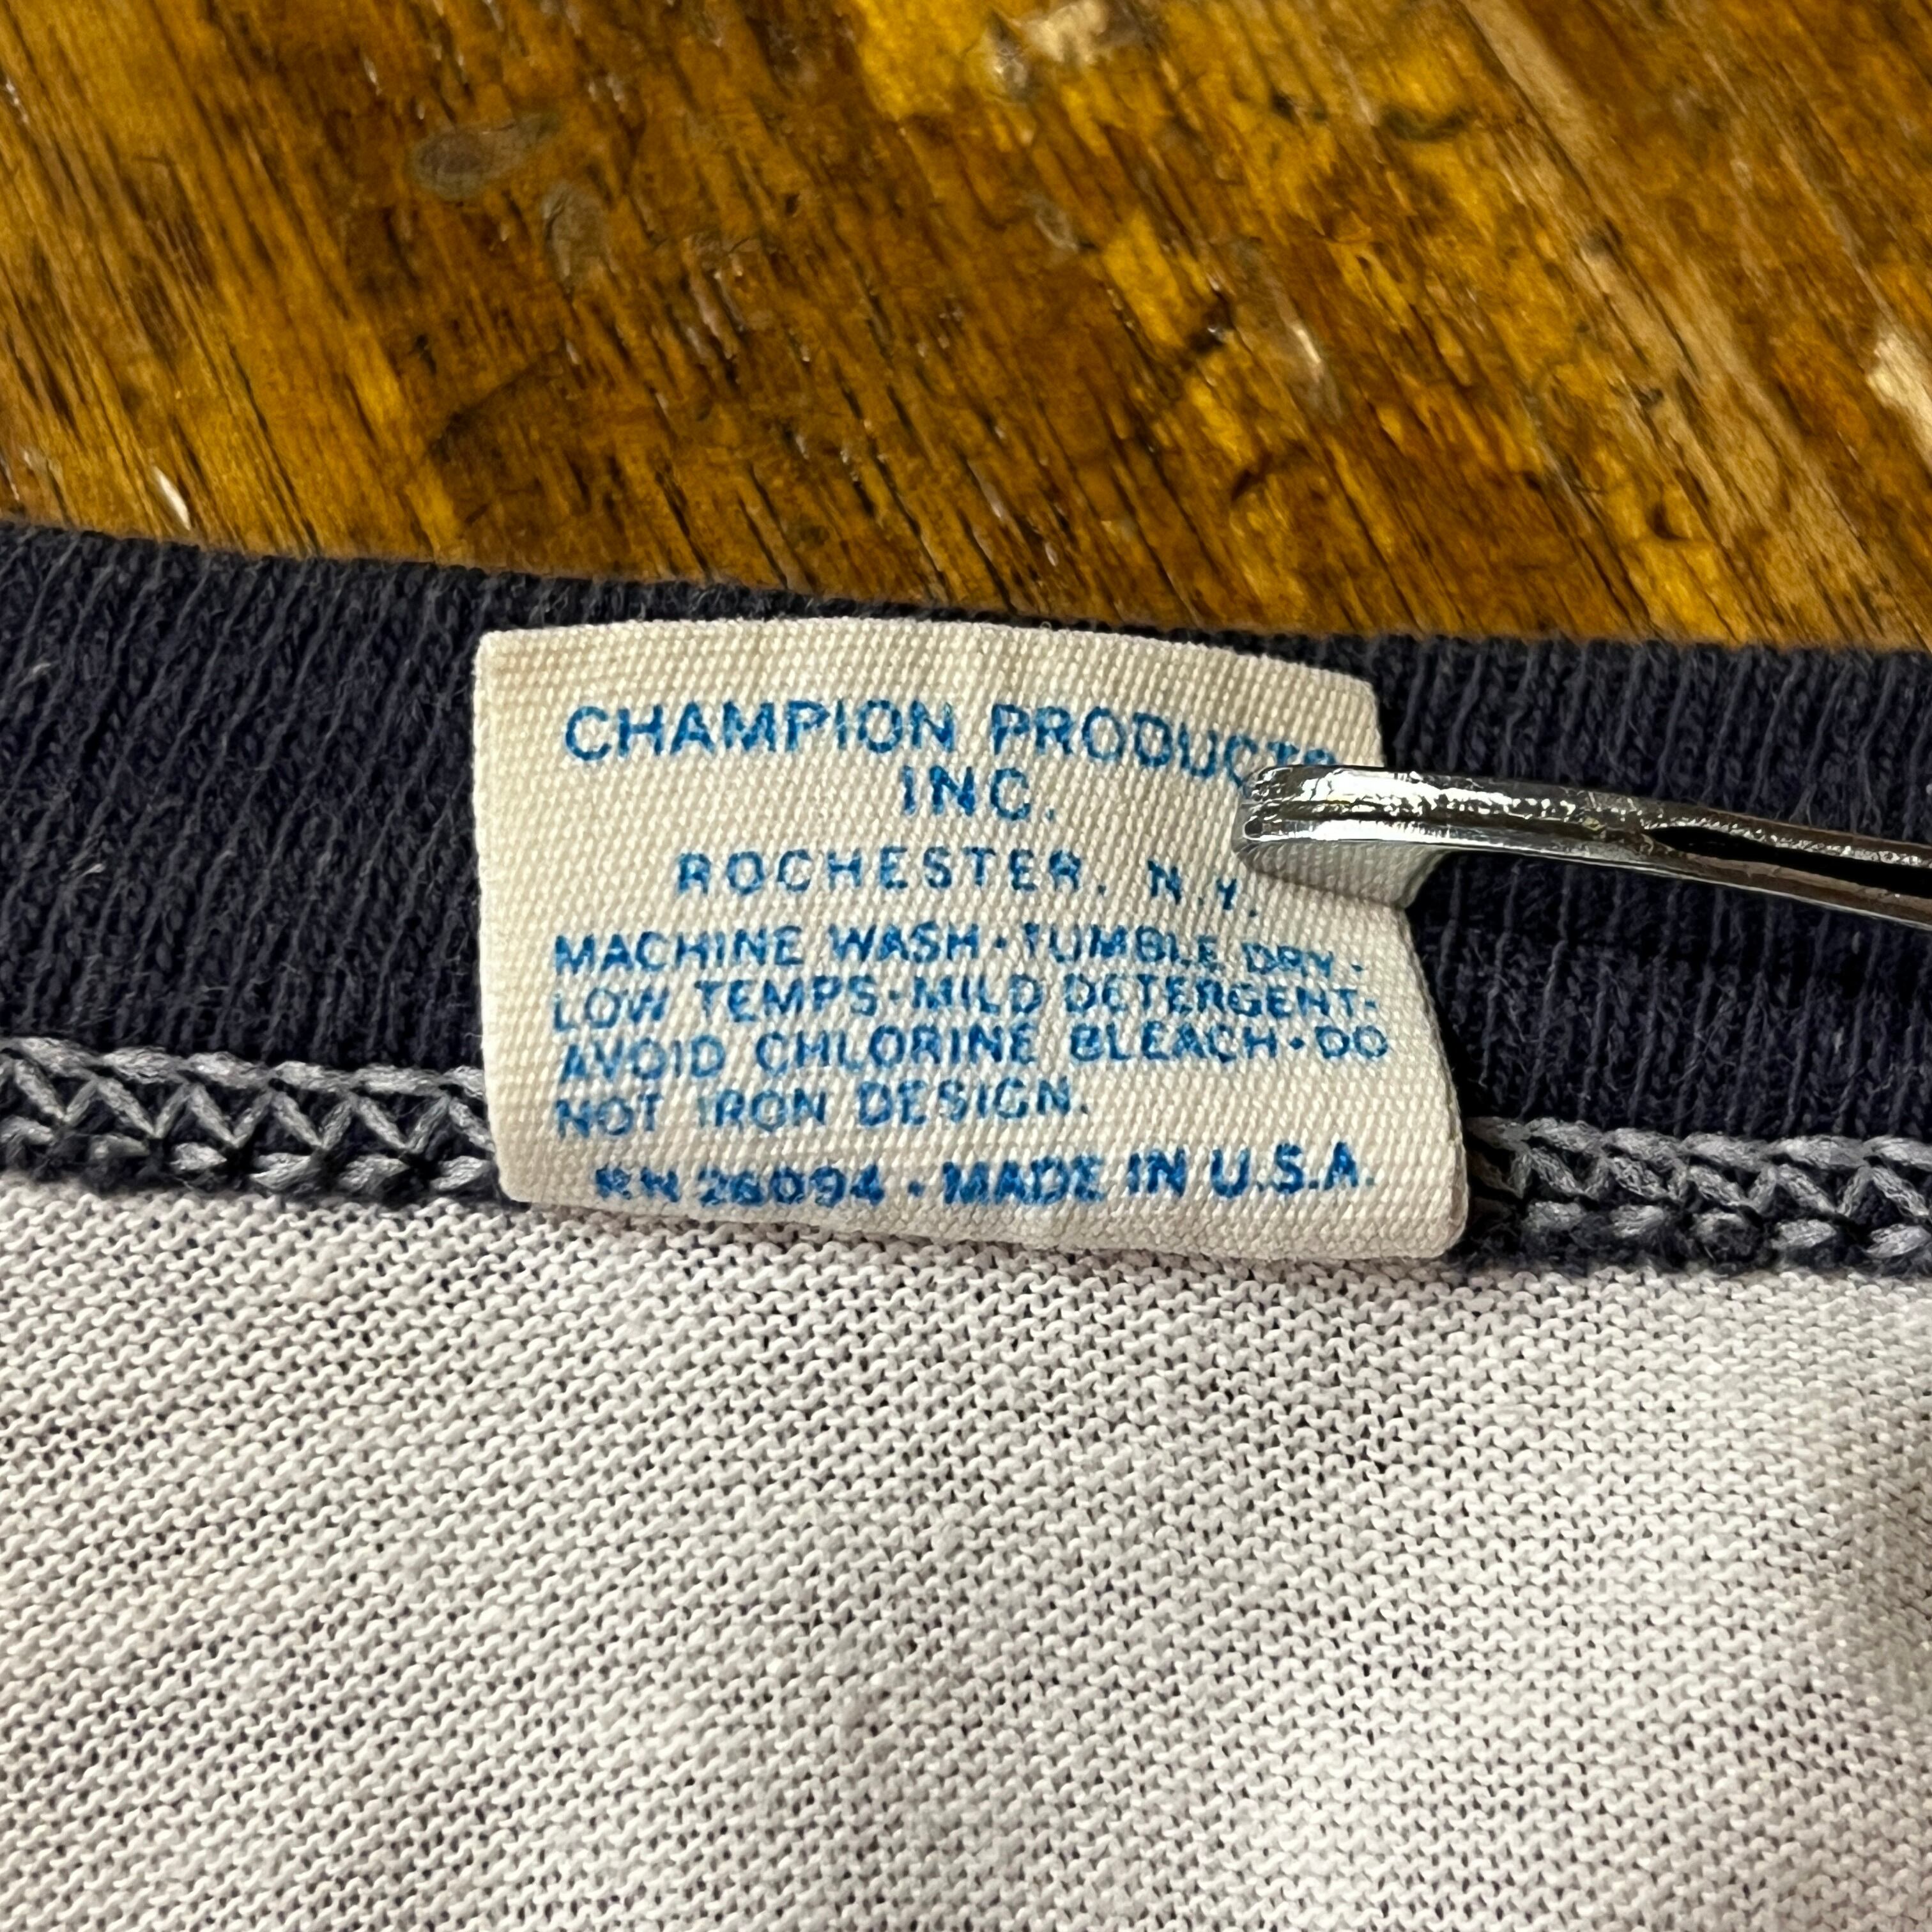 CHAMPION PRODUCTS
INC.
ROCHESTER, N.Y.
MACHINE WASH·TUMBLE DRY·
LOW TEMPS·MILD DETERGENT·
AVOID CHLORINE BLEACH·DO
NOT IRON DESIGN.
RN 26094 · MADE IN U.S.A.